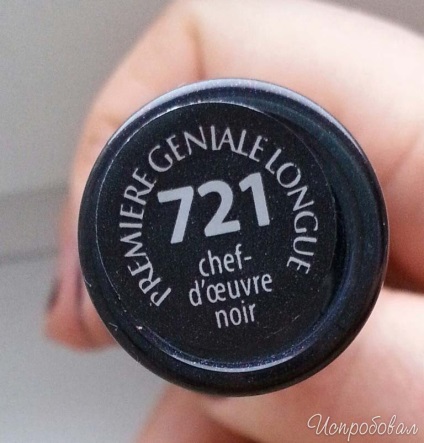 PREMIERE GENIALE LONGUE
721
chef-
d'œuvre
noir
Испробовал